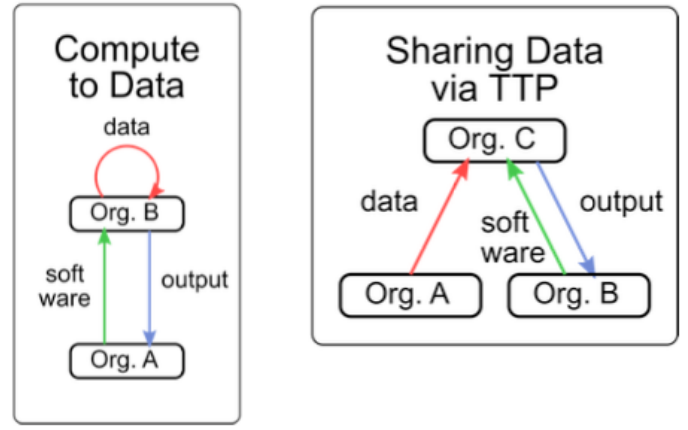 Compute
to Data
data
Org. B
soft
ware
output
Org. A
Sharing Data
via TTP
Org. C
data
soft
ware
output
Org. A
Org. B